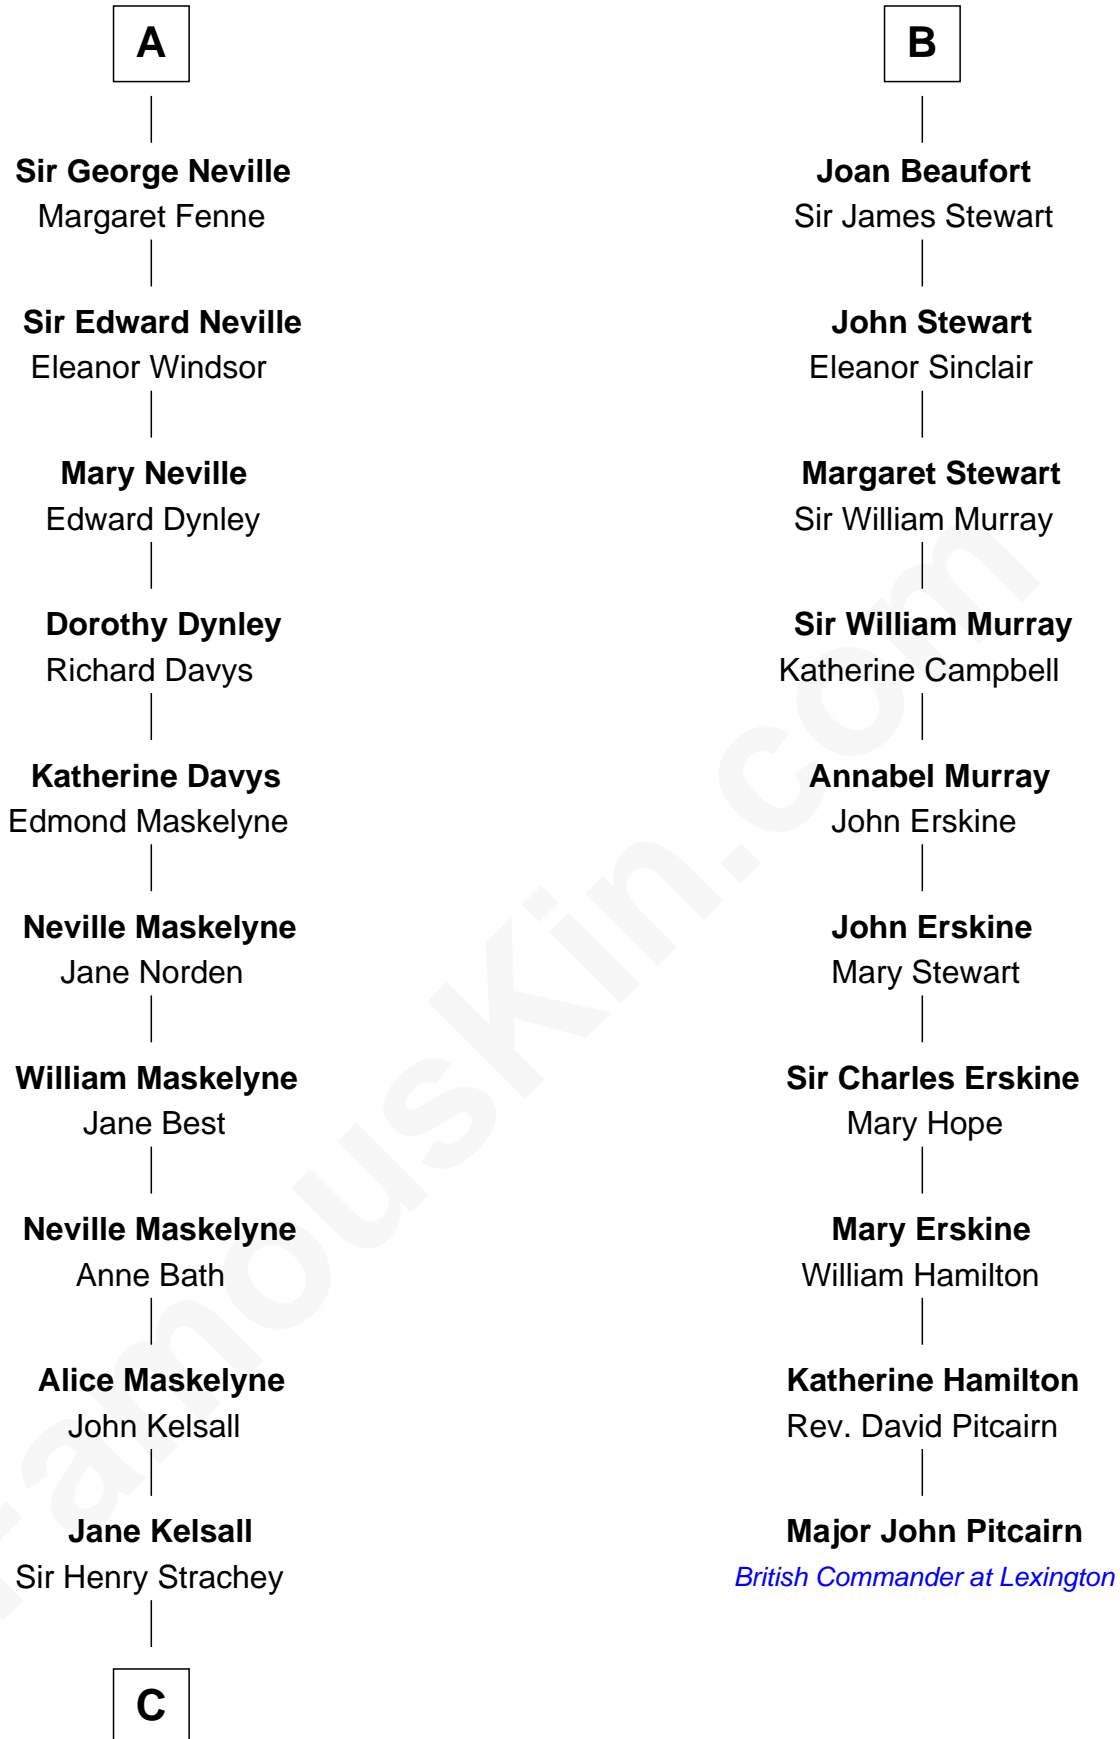 A
Sir George Neville
Margaret Fenne
Sir Edward Neville
Eleanor Windsor
Mary Neville
Edward Dynley
Dorothy Dynley
Richard Davys
Katherine Davys
Edmond Maskelyne
Neville Maskelyne
Jane Norden
William Maskelyne
Jane Best
Neville Maskelyne
Anne Bath
Alice Maskelyne
John Kelsall
Jane Kelsall
Sir Henry Strachey
C
B
Joan Beaufort
Sir James Stewart
John Stewart
Eleanor Sinclair
Margaret Stewart
Sir William Murray
Sir William Murray
Katherine Campbell
Annabel Murray
John Erskine
John Erskine
Mary Stewart
Sir Charles Erskine
Mary Hope
Mary Erskine
William Hamilton
Katherine Hamilton
Rev. David Pitcairn
Major John Pitcairn
British Commander at Lexington
FamousKin.com